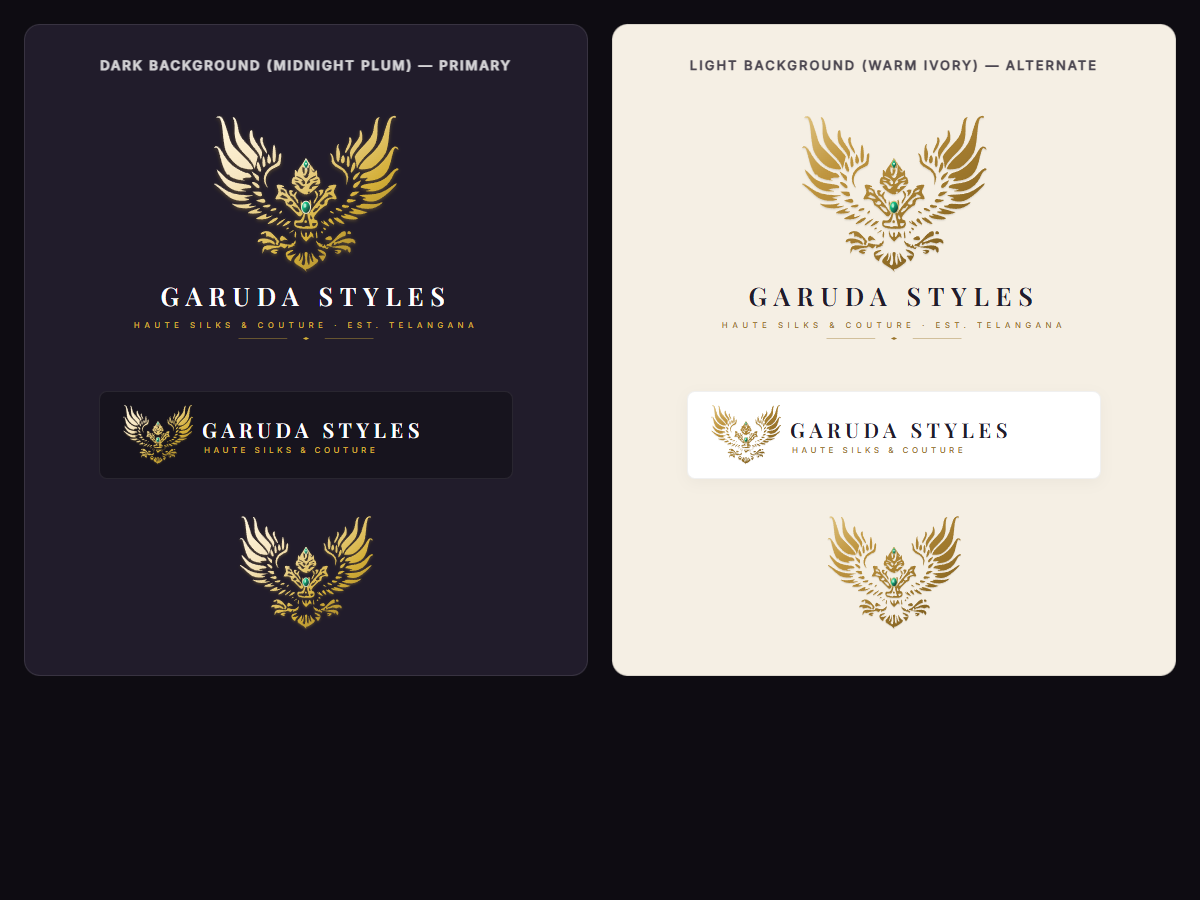 DARK BACKGROUND (MIDNIGHT PLUM) — PRIMARY
GARUDA STYLES
HAUTE SILKS & COUTURE · EST. TELANGANA
GARUDA STYLES
HAUTE SILKS & COUTURE
LIGHT BACKGROUND (WARM IVORY) — ALTERNATE
GARUDA STYLES
HAUTE SILKS & COUTURE · EST. TELANGANA
GARUDA STYLES
HAUTE SILKS & COUTURE